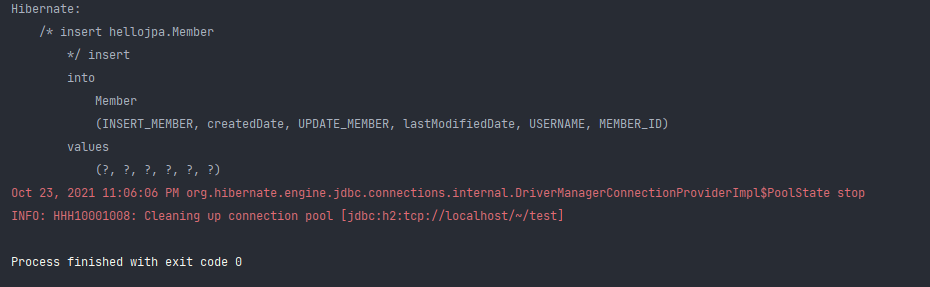 Hibernate:
/* insert hellojpa.Member
*/ insert
into
Member
(INSERT_MEMBER, createdDate, UPDATE_MEMBER, lastModifiedDate, USERNAME, MEMBER_ID)
values
(?, ?, ?, ?, ?, ?)
Oct 23, 2021 11:06:06 PM org.hibernate.engine.jdbc.connections.internal.DriverManagerConnectionProviderImpl$PoolState stop
INFO: HHH10001008: Cleaning up connection pool [jdbc:h2:tcp://localhost/~/test]
Process finished with exit code 0